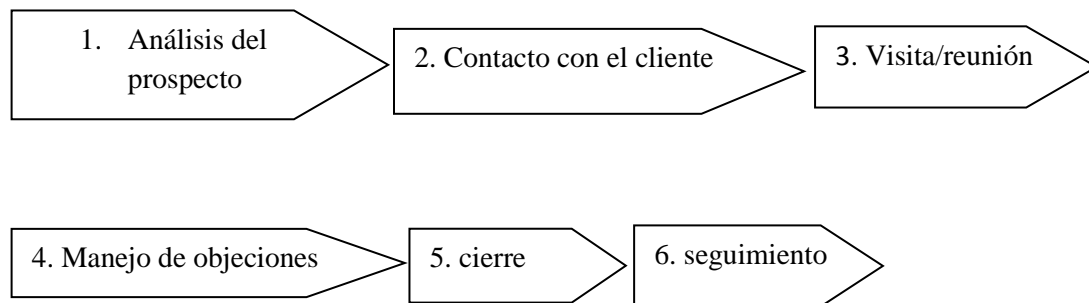 1. Análisis del
prospecto
2. Contacto con el cliente
3. Visita/reunión
4. Manejo de objeciones
5. cierre
6. seguimiento